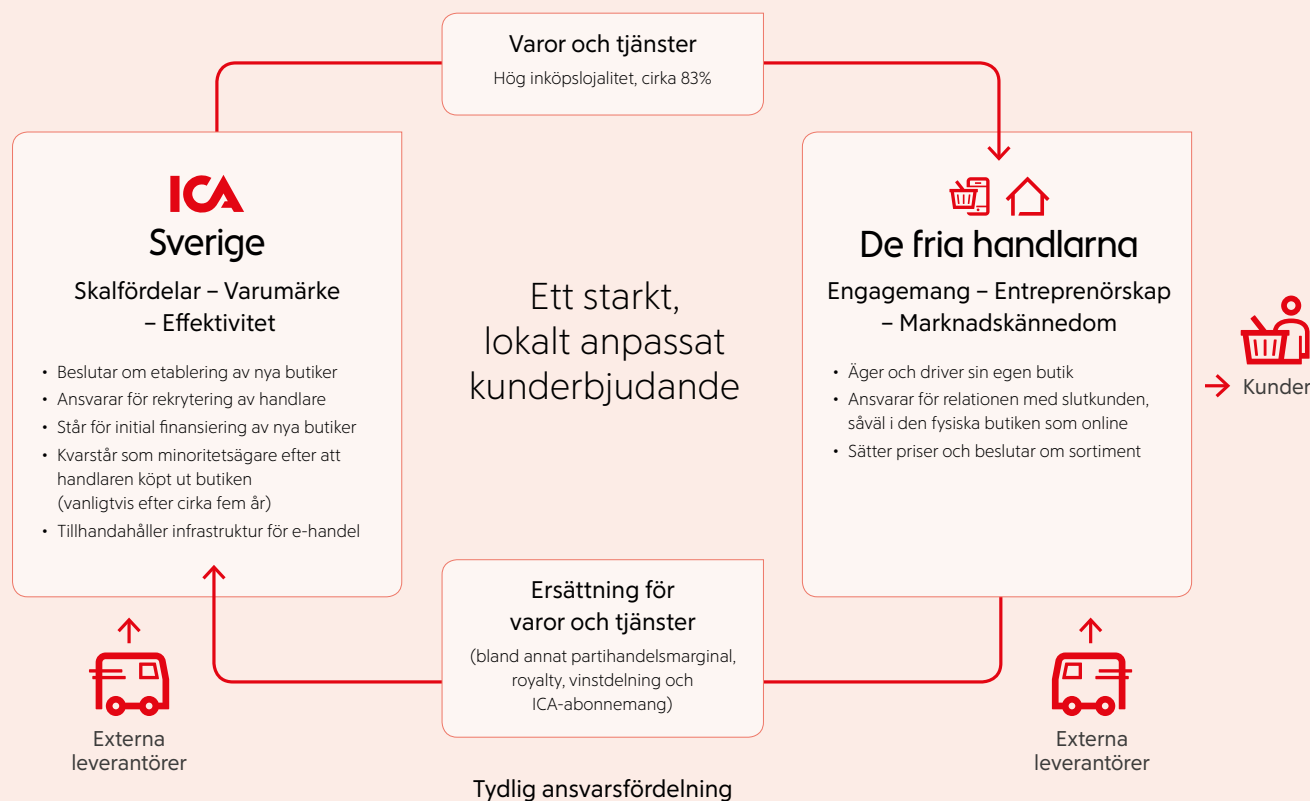 Varor och tjänster
Hög inköpslojalitet, cirka 83%
ICA
Sverige
Skalfördelar – Varumärke
– Effektivitet
• Beslutar om etablering av nya butiker
• Ansvarar för rekrytering av handlare
• Står för initial finansiering av nya butiker
• Kvarstår som minoritetsägare efter att
handlaren köpt ut butiken
(vanligtvis efter cirka fem år)
• Tillhandahåller infrastruktur för e-handel
Ett starkt,
lokalt anpassat
kunderbjudande
De fria handlarna
Engagemang – Entreprenörskap
– Marknadskännedom
• Äger och driver sin egen butik
• Ansvarar för relationen med slutkunden,
såväl i den fysiska butiken som online
• Sätter priser och beslutar om sortiment
Kunder
Ersättning för
varor och tjänster
(bland annat partihandelsmarginal,
royalty, vinstdelning och
ICA-abonnemang)
Externa
leverantörer
Externa
leverantörer
Tydlig ansvarsfördelning